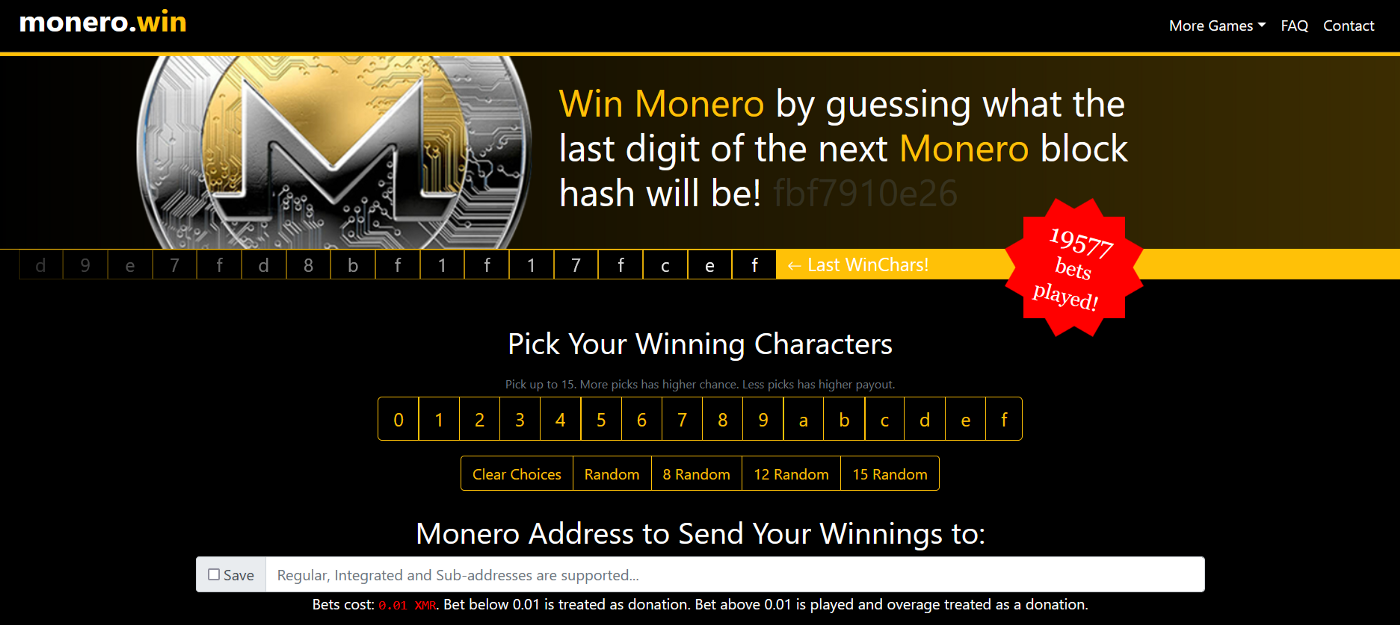 monero.win
More Games FAQ Contact
Win Monero by guessing what the
last digit of the next Monero block
hash will be! fbf7910e26
d 9 e 7 f d 8 b f 1 f 1 7 f c e f ← Last WinChars!
19577
bets
played!
Pick Your Winning Characters
Pick up to 15. More picks has higher chance. Less picks has higher payout.
0 1 2 3 4 5 6 7 8 9 a b c d e f
Clear Choices Random 8 Random 12 Random 15 Random
Monero Address to Send Your Winnings to:
Save Regular, Integrated and Sub-addresses are supported...
Bets cost: 0.01 XMR. Bet below 0.01 is treated as donation. Bet above 0.01 is played and overage treated as a donation.